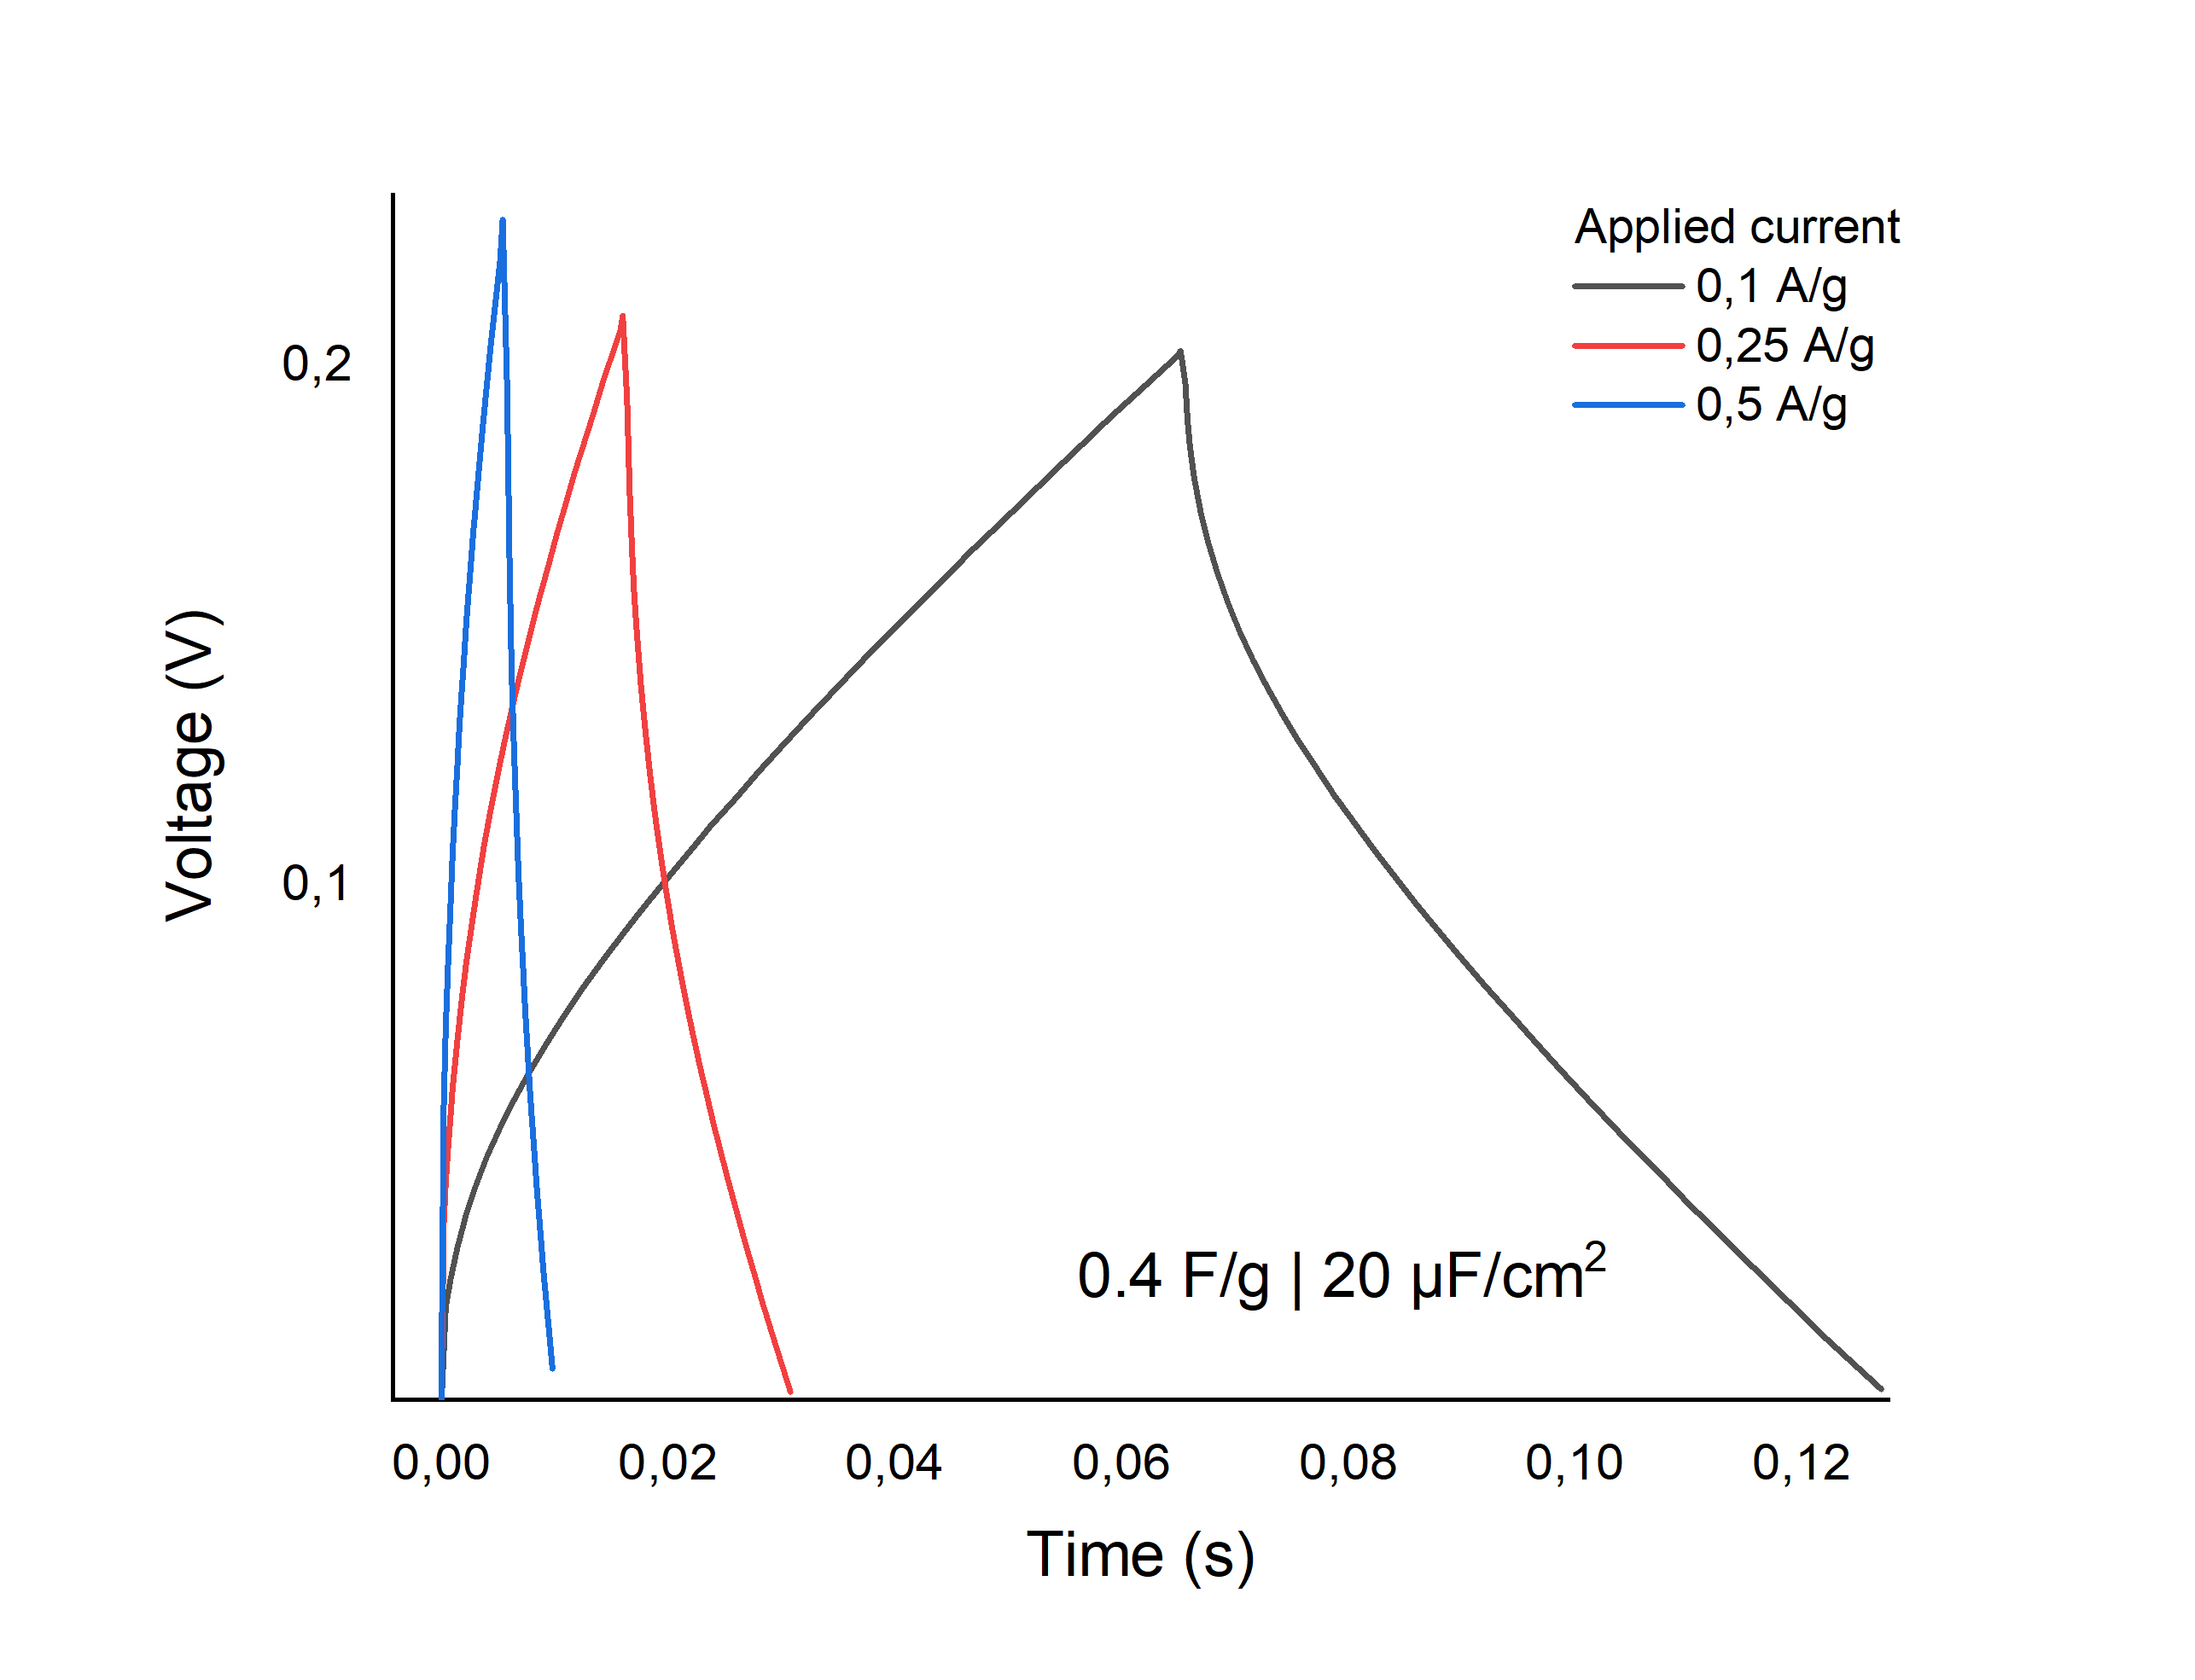 Applied current
0,1 A/g
0,25 A/g
0,5 A/g
0,2
0,1
Voltage (V)
0.4 F/g | 20 µF/cm²
0,00 0,02 0,04 0,06 0,08 0,10 0,12
Time (s)